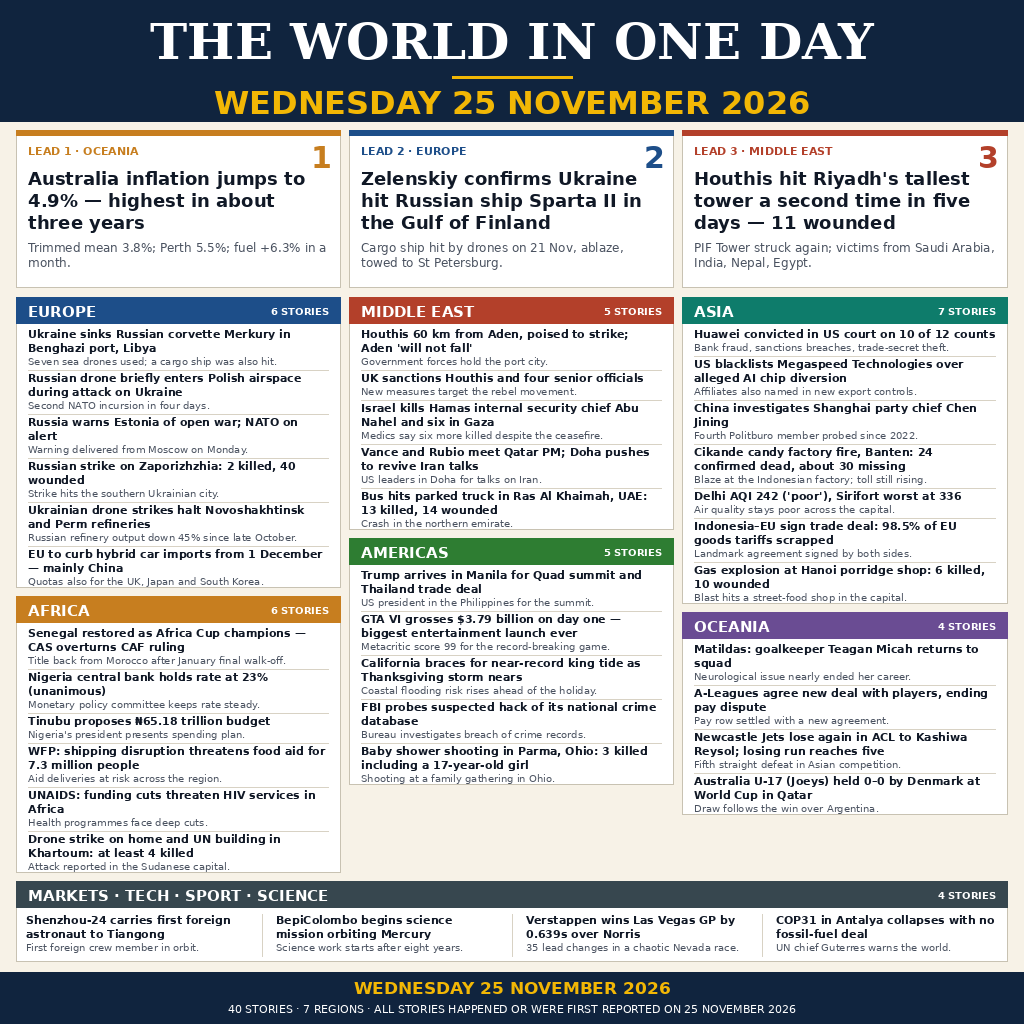 THE WORLD IN ONE DAY
WEDNESDAY 25 NOVEMBER 2026
LEAD 1 · OCEANIA
1
Australia inflation jumps to
4.9% — highest in about
three years
Trimmed mean 3.8%; Perth 5.5%; fuel +6.3% in a
month.
LEAD 2 · EUROPE
2
Zelenskiy confirms Ukraine
hit Russian ship Sparta II in
the Gulf of Finland
Cargo ship hit by drones on 21 Nov, ablaze,
towed to St Petersburg.
LEAD 3 · MIDDLE EAST
3
Houthis hit Riyadh's tallest
tower a second time in five
days — 11 wounded
PIF Tower struck again; victims from Saudi Arabia,
India, Nepal, Egypt.
EUROPE
6 STORIES
Ukraine sinks Russian corvette Merkury in
Benghazi port, Libya
Seven sea drones used; a cargo ship was also hit.
Russian drone briefly enters Polish airspace
during attack on Ukraine
Second NATO incursion in four days.
Russia warns Estonia of open war; NATO on
alert
Warning delivered from Moscow on Monday.
Russian strike on Zaporizhzhia: 2 killed, 40
wounded
Strike hits the southern Ukrainian city.
Ukrainian drone strikes halt Novoshakhtinsk
and Perm refineries
Russian refinery output down 45% since late October.
EU to curb hybrid car imports from 1 December
— mainly China
Quotas also for the UK, Japan and South Korea.
AFRICA
6 STORIES
Senegal restored as Africa Cup champions —
CAS overturns CAF ruling
Title back from Morocco after January final walk-off.
Nigeria central bank holds rate at 23%
(unanimous)
Monetary policy committee keeps rate steady.
Tinubu proposes ₦65.18 trillion budget
Nigeria's president presents spending plan.
WFP: shipping disruption threatens food aid for
7.3 million people
Aid deliveries at risk across the region.
UNAIDS: funding cuts threaten HIV services in
Africa
Health programmes face deep cuts.
Drone strike on home and UN building in
Khartoum: at least 4 killed
Attack reported in the Sudanese capital.
MIDDLE EAST
5 STORIES
Houthis 60 km from Aden, poised to strike;
Aden 'will not fall'
Government forces hold the port city.
UK sanctions Houthis and four senior officials
New measures target the rebel movement.
Israel kills Hamas internal security chief Abu
Nahel and six in Gaza
Medics say six more killed despite the ceasefire.
Vance and Rubio meet Qatar PM; Doha pushes
to revive Iran talks
US leaders in Doha for talks on Iran.
Bus hits parked truck in Ras Al Khaimah, UAE:
13 killed, 14 wounded
Crash in the northern emirate.
AMERICAS
5 STORIES
Trump arrives in Manila for Quad summit and
Thailand trade deal
US president in the Philippines for the summit.
GTA VI grosses $3.79 billion on day one —
biggest entertainment launch ever
Metacritic score 99 for the record-breaking game.
California braces for near-record king tide as
Thanksgiving storm nears
Coastal flooding risk rises ahead of the holiday.
FBI probes suspected hack of its national crime
database
Bureau investigates breach of crime records.
Baby shower shooting in Parma, Ohio: 3 killed
including a 17-year-old girl
Shooting at a family gathering in Ohio.
ASIA
7 STORIES
Huawei convicted in US court on 10 of 12 counts
Bank fraud, sanctions breaches, trade-secret theft.
US blacklists Megaspeed Technologies over
alleged AI chip diversion
Affiliates also named in new export controls.
China investigates Shanghai party chief Chen
Jining
Fourth Politburo member probed since 2022.
Cikande candy factory fire, Banten: 24
confirmed dead, about 30 missing
Blaze at the Indonesian factory; toll still rising.
Delhi AQI 242 ('poor'), Sirifort worst at 336
Air quality stays poor across the capital.
Indonesia–EU sign trade deal: 98.5% of EU
goods tariffs scrapped
Landmark agreement signed by both sides.
Gas explosion at Hanoi porridge shop: 6 killed,
10 wounded
Blast hits a street-food shop in the capital.
OCEANIA
4 STORIES
Matildas: goalkeeper Teagan Micah returns to
squad
Neurological issue nearly ended her career.
A-Leagues agree new deal with players, ending
pay dispute
Pay row settled with a new agreement.
Newcastle Jets lose again in ACL to Kashiwa
Reysol; losing run reaches five
Fifth straight defeat in Asian competition.
Australia U-17 (Joeys) held 0–0 by Denmark at
World Cup in Qatar
Draw follows the win over Argentina.
MARKETS · TECH · SPORT · SCIENCE
4 STORIES
Shenzhou-24 carries first foreign
astronaut to Tiangong
First foreign crew member in orbit.
BepiColombo begins science
mission orbiting Mercury
Science work starts after eight years.
Verstappen wins Las Vegas GP by
0.639s over Norris
35 lead changes in a chaotic Nevada race.
COP31 in Antalya collapses with no
fossil-fuel deal
UN chief Guterres warns the world.
WEDNESDAY 25 NOVEMBER 2026
40 STORIES · 7 REGIONS · ALL STORIES HAPPENED OR WERE FIRST REPORTED ON 25 NOVEMBER 2026